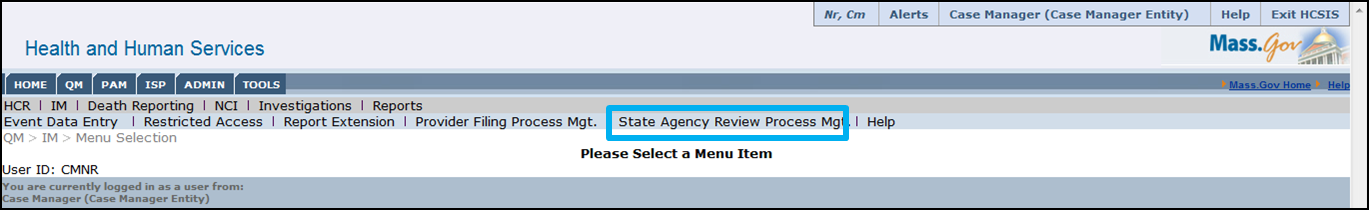 Nr, Cm | Alerts | Case Manager (Case Manager Entity) | Help | Exit HCSIS
Health and Human Services
Mass.Gov
HOME QM PAM ISP ADMIN TOOLS
Mass.Gov Home Help
HCR | IM | Death Reporting | NCI | Investigations | Reports
Event Data Entry | Restricted Access | Report Extension | Provider Filing Process Mgt. State Agency Review Process Mgt. | Help
QM > IM > Menu Selection
Please Select a Menu Item
User ID: CMNR
You are currently logged in as a user from:
Case Manager (Case Manager Entity)